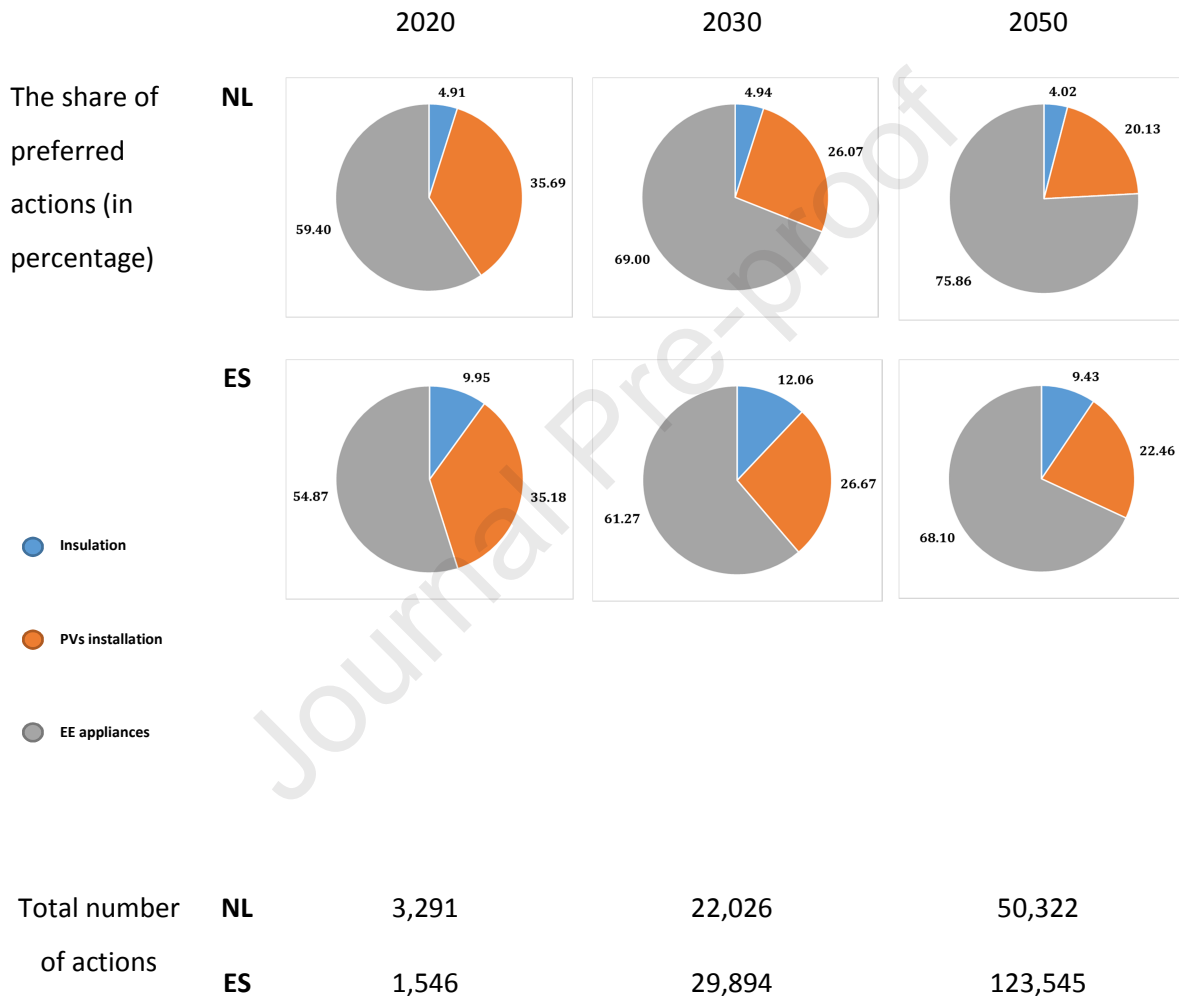 2020 2030 2050
The share of
preferred
actions (in
percentage)
NL
4.91
35.69
59.40
4.94
26.07
69.00
4.02
20.13
75.86
ES
9.95
35.18
54.87
12.06
26.67
61.27
9.43
22.46
68.10
Insulation
PVs installation
EE appliances
Journal Pre-proof
Total number
of actions
NL 3,291 22,026 50,322
ES 1,546 29,894 123,545